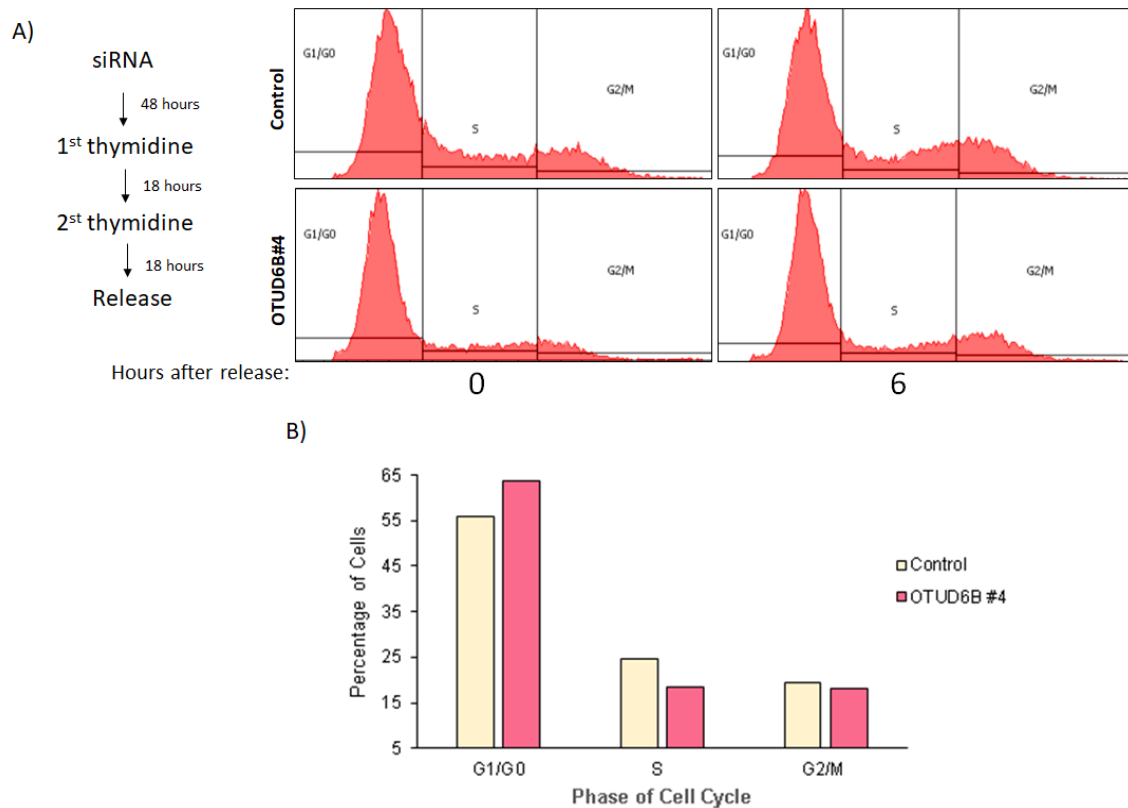 A)
siRNA
48 hours
1st thymidine
18 hours
2st thymidine
18 hours
Release
Control
G1/G0
S
G2/M
G1/G0
S
G2/M
OTUD6B#4
G1/G0
S
G2/M
G1/G0
S
G2/M
Hours after release:
0
6
B)
Percentage of Cells
65
55
45
35
25
15
5
G1/G0
S
G2/M
Phase of Cell Cycle
Control
OTUD6B #4